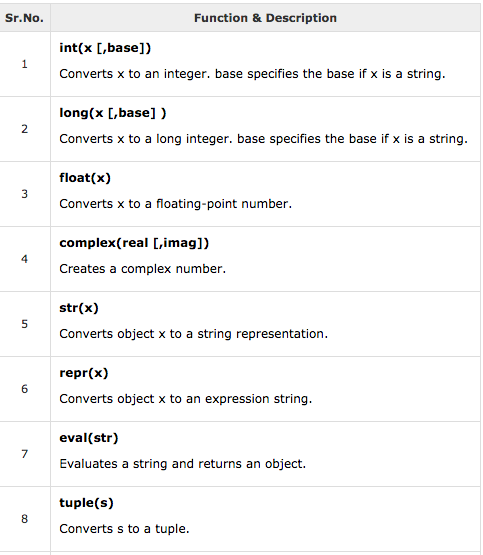 Sr.No. Function & Description
1
int(x [,base])
Converts x to an integer. base specifies the base if x is a string.
2
long(x [,base] )
Converts x to a long integer. base specifies the base if x is a string.
3
float(x)
Converts x to a floating-point number.
4
complex(real [,imag])
Creates a complex number.
5
str(x)
Converts object x to a string representation.
6
repr(x)
Converts object x to an expression string.
7
eval(str)
Evaluates a string and returns an object.
8
tuple(s)
Converts s to a tuple.